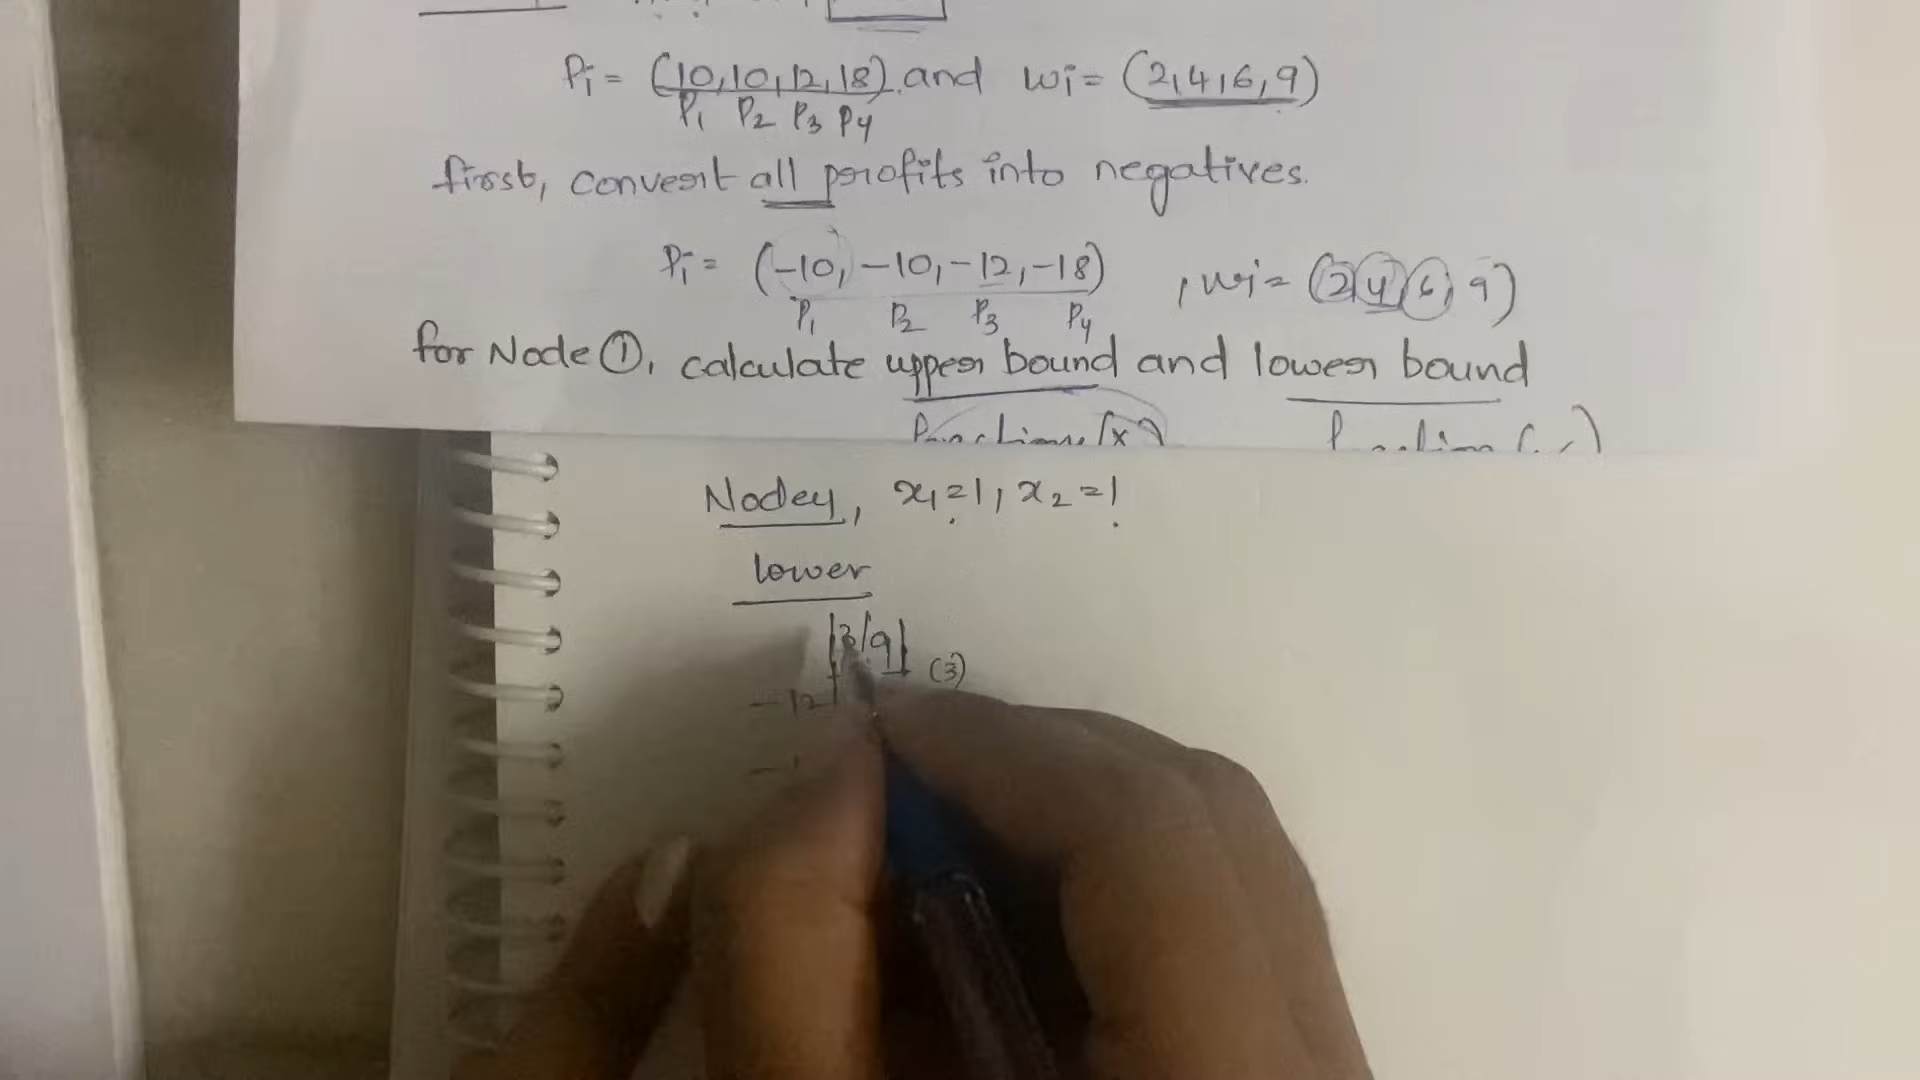 Pi = (10,10,12,18) and wi = (2,4,6,9)
P1 P2 P3 P4
first, convert all profits into negatives.
Pi = (-10, -10, -12, -18) , wi = (2,4,6,9)
P1 P2 P3 P4
for Node ①, calculate upper bound and lower bound
Node4, x1=1, x2=1
lower
3/9
(3)
-12